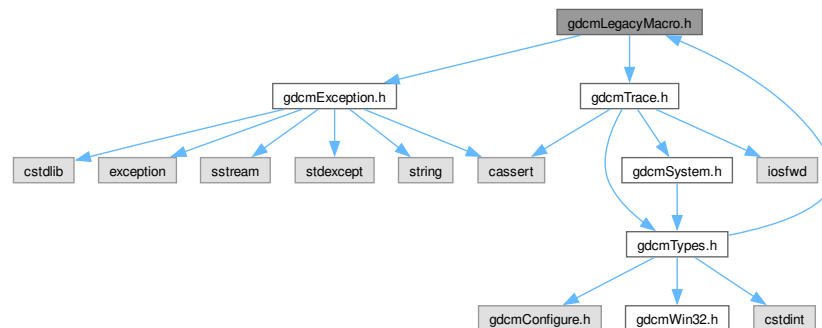 gdcmLegacyMacro.h
gdcmException.h
gdcmTrace.h
cstdlib
exception
sstream
stdexcept
string
cassert
gdcmSystem.h
iosfwd
gdcmTypes.h
gdcmConfigure.h
gdcmWin32.h
cstdint